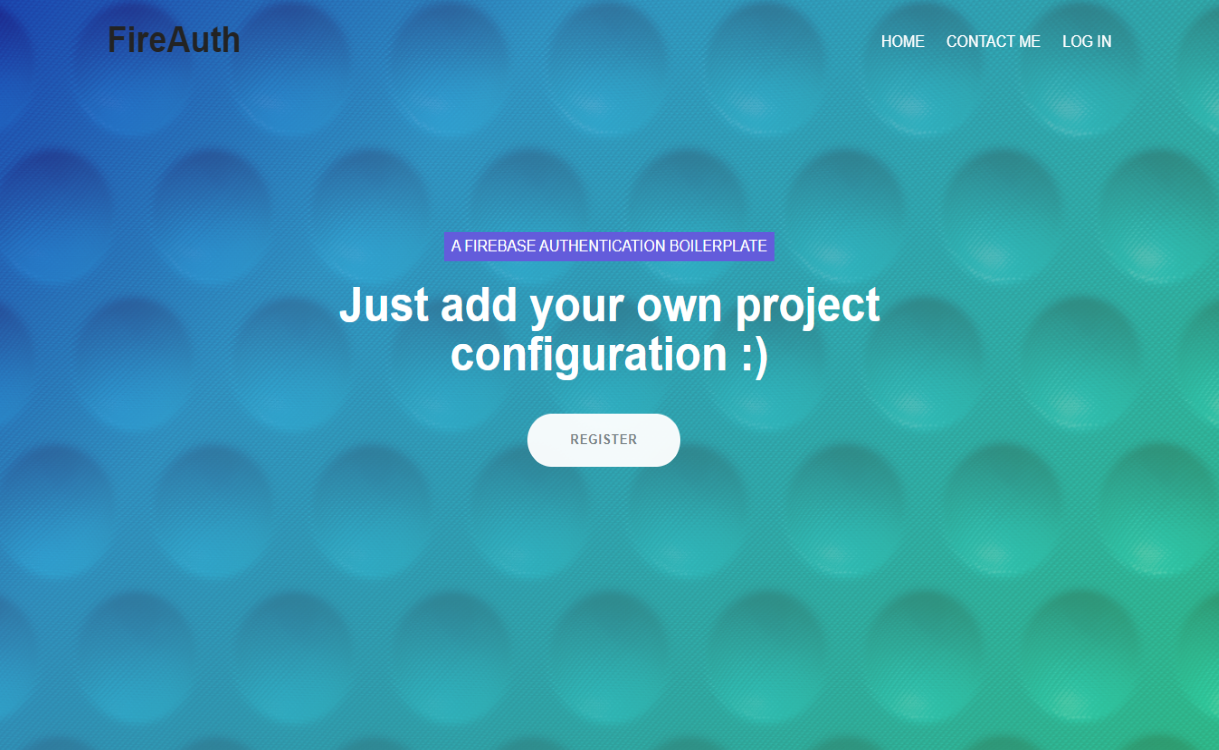 FireAuth
HOME CONTACT ME LOG IN
A FIREBASE AUTHENTICATION BOILERPLATE
Just add your own project
configuration :)
REGISTER